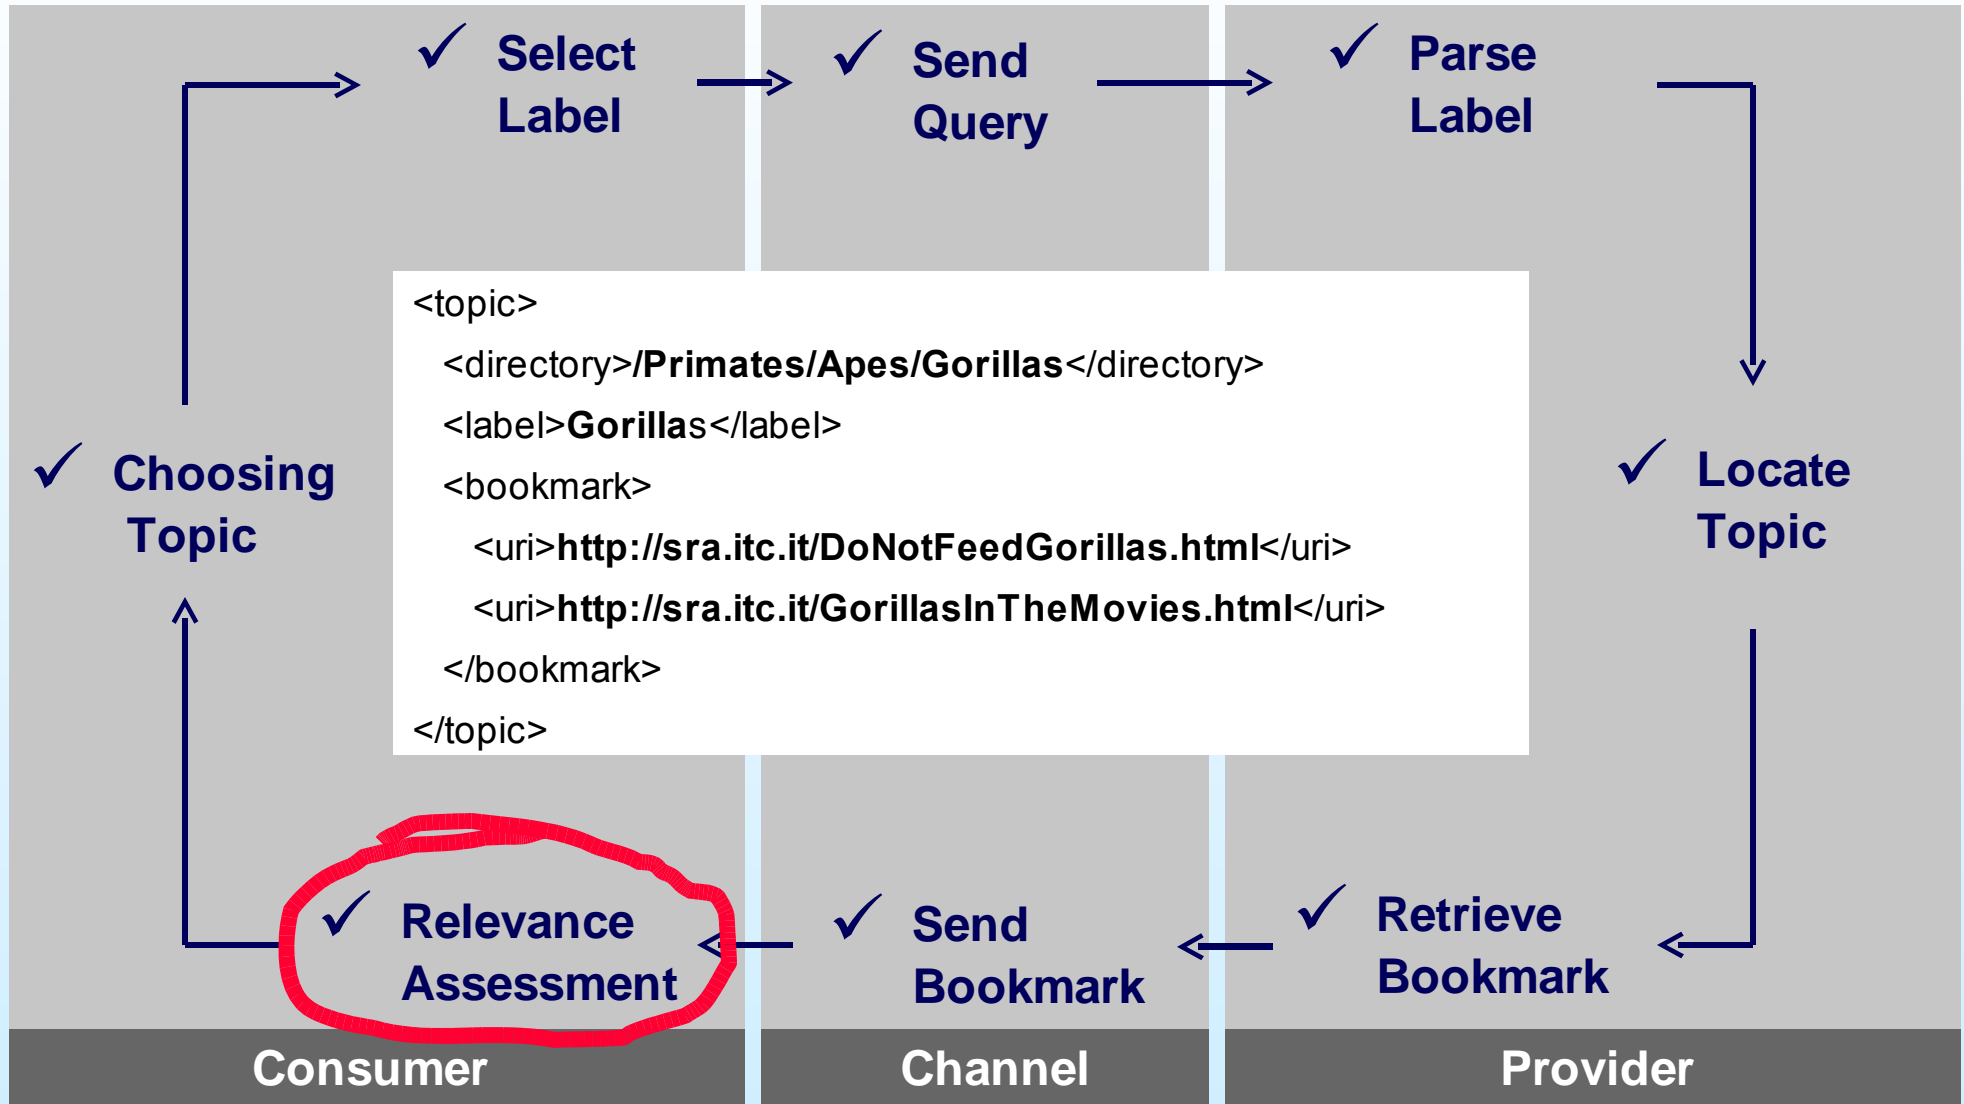 ✓ Select
Label
✓ Send
Query
✓ Parse
Label
<topic>
<directory>/Primates/Apes/Gorillas</directory>
<label>Gorillas</label>
<bookmark>
<uri>http://sra.itc.it/DoNotFeedGorillas.html</uri>
<uri>http://sra.itc.it/GorillasInTheMovies.html</uri>
</bookmark>
</topic>
✓ Choosing
Topic
✓ Locate
Topic
✓ Relevance
Assessment
✓ Send
Bookmark
✓ Retrieve
Bookmark
Consumer
Channel
Provider